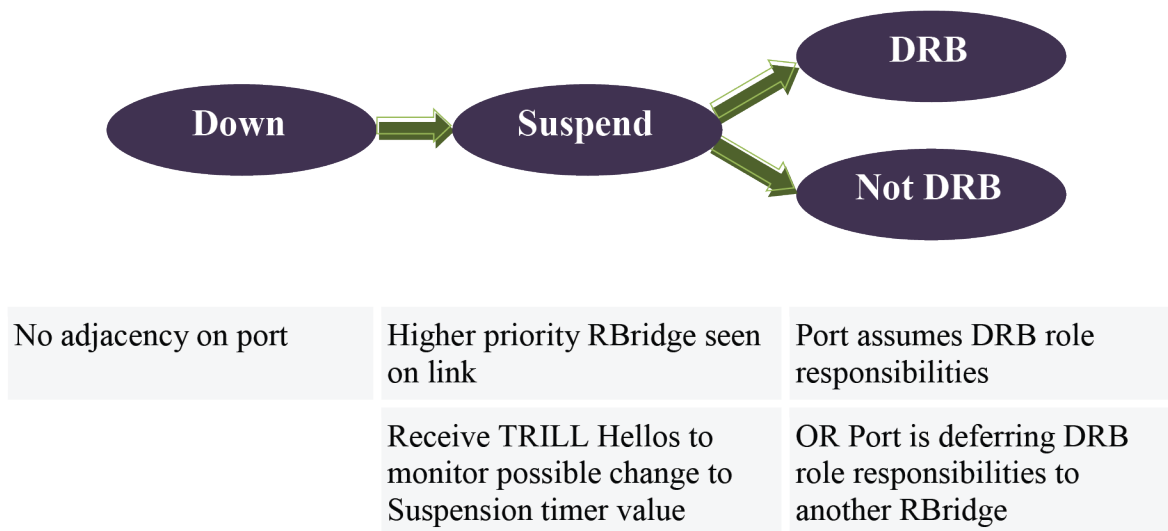 Down
Suspend
DRB
Not DRB
No adjacency on port
Higher priority RBridge seen
on link
Port assumes DRB role
responsibilities
Receive TRILL Hellos to
monitor possible change to
Suspension timer value
OR Port is deferring DRB
role responsibilities to
another RBridge